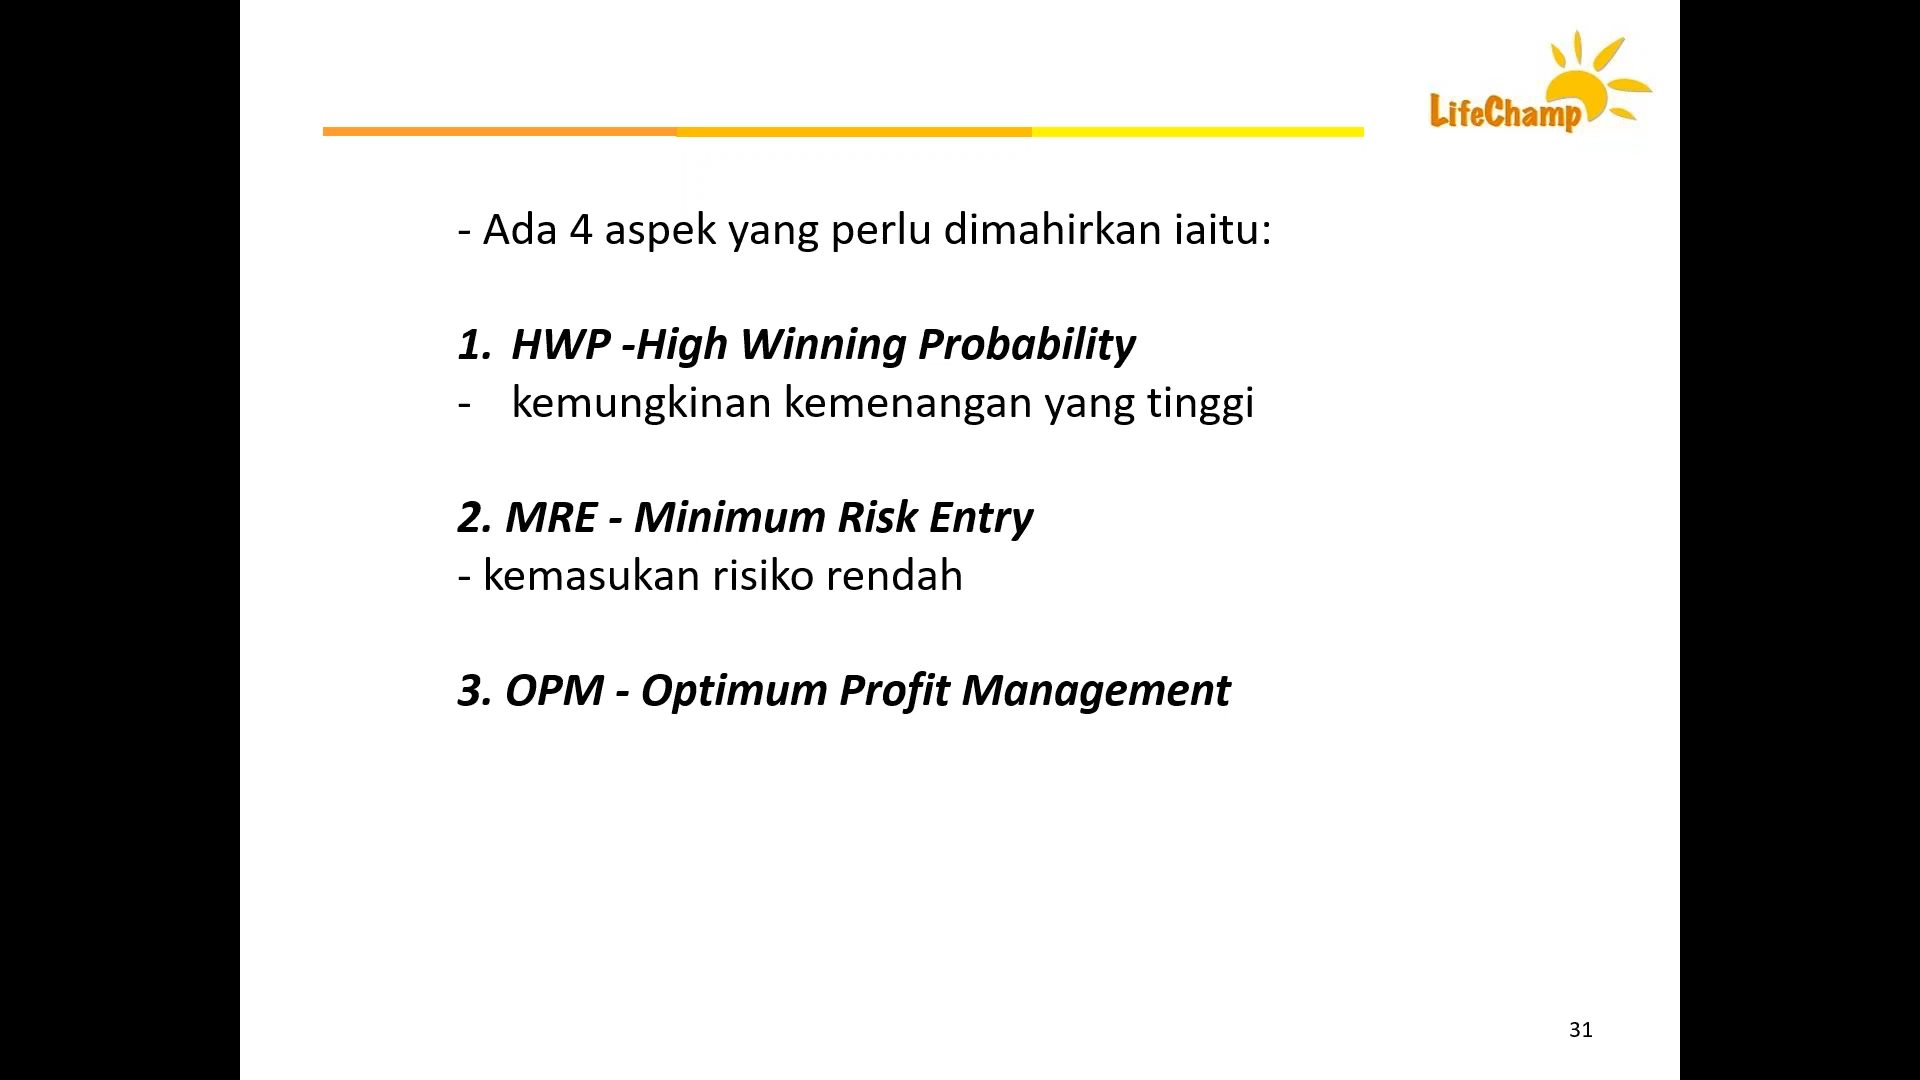 LifeChamp
- Ada 4 aspek yang perlu dimahirkan iaitu:
1. HWP -High Winning Probability
- kemungkinan kemenangan yang tinggi
2. MRE - Minimum Risk Entry
- kemasukan risiko rendah
3. OPM - Optimum Profit Management
31